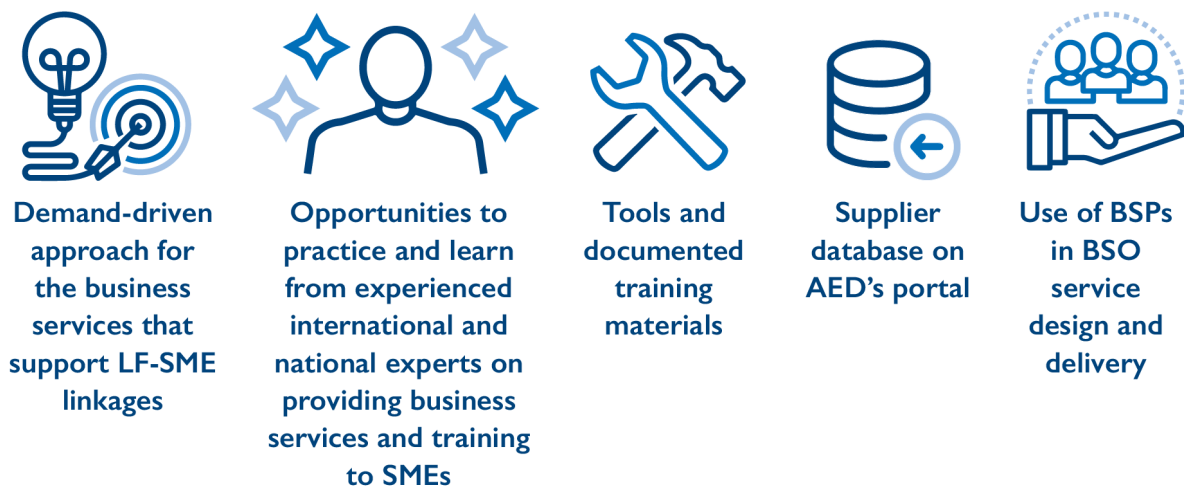 Demand-driven
approach for
the business
services that
support LF-SME
linkages
Opportunities to
practice and learn
from experienced
international and
national experts on
providing business
services and training
to SMEs
Tools and
documented
training
materials
Supplier
database on
AED’s portal
Use of BSPs
in BSO
service
design and
delivery